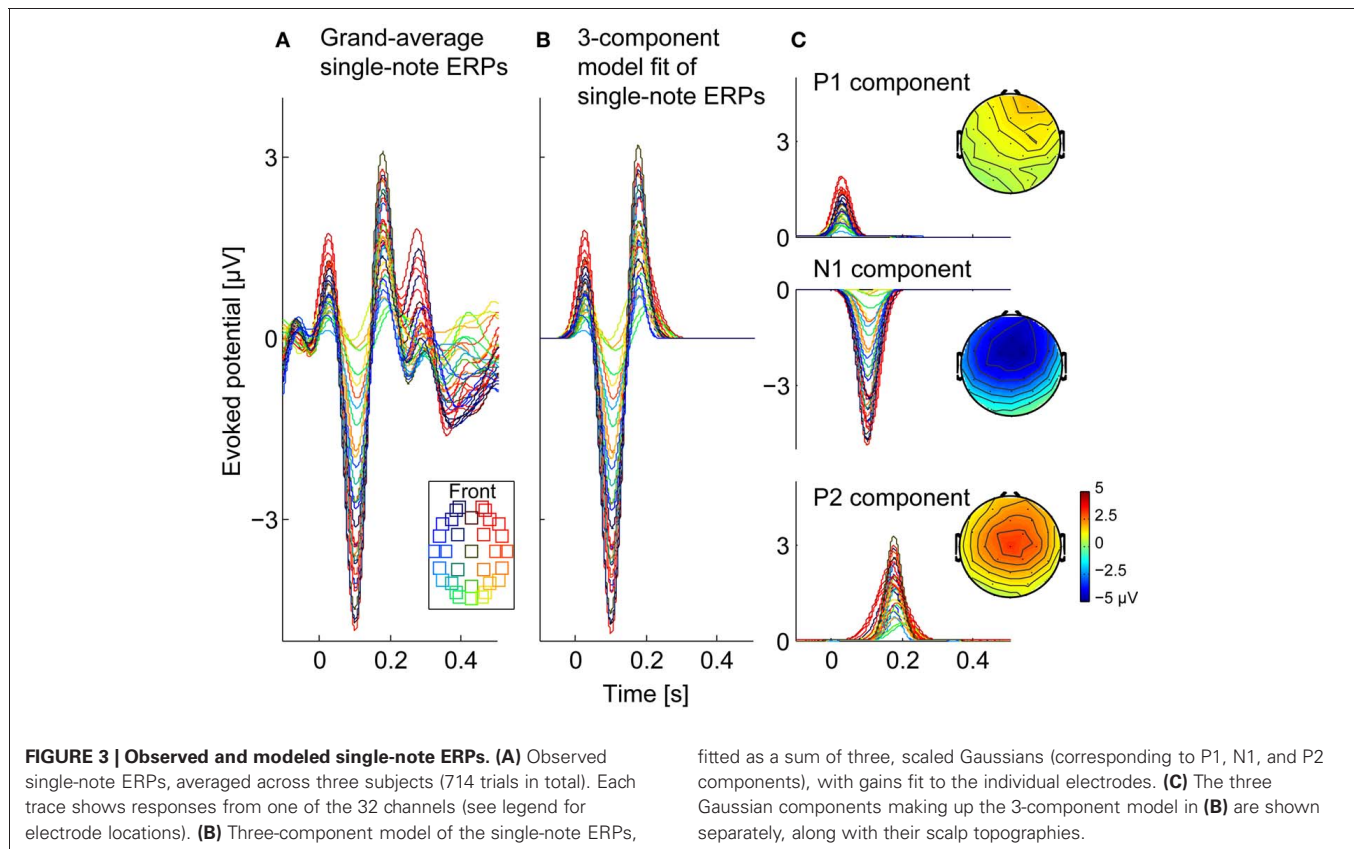 A Grand-average
single-note ERPs
B 3-component
model fit of
single-note ERPs
C
P1 component
3
0
N1 component
0
−3
P2 component
3
0
5
2.5
0
−2.5
−5 µV
0 0.2 0.4
Evoked potential [µV]
3
0
−3
Front
0 0.2 0.4
0 0.2 0.4
Time [s]
FIGURE 3 | Observed and modeled single-note ERPs. (A) Observed
single-note ERPs, averaged across three subjects (714 trials in total). Each
trace shows responses from one of the 32 channels (see legend for
electrode locations). (B) Three-component model of the single-note ERPs,
fitted as a sum of three, scaled Gaussians (corresponding to P1, N1, and P2
components), with gains fit to the individual electrodes. (C) The three
Gaussian components making up the 3-component model in (B) are shown
separately, along with their scalp topographies.